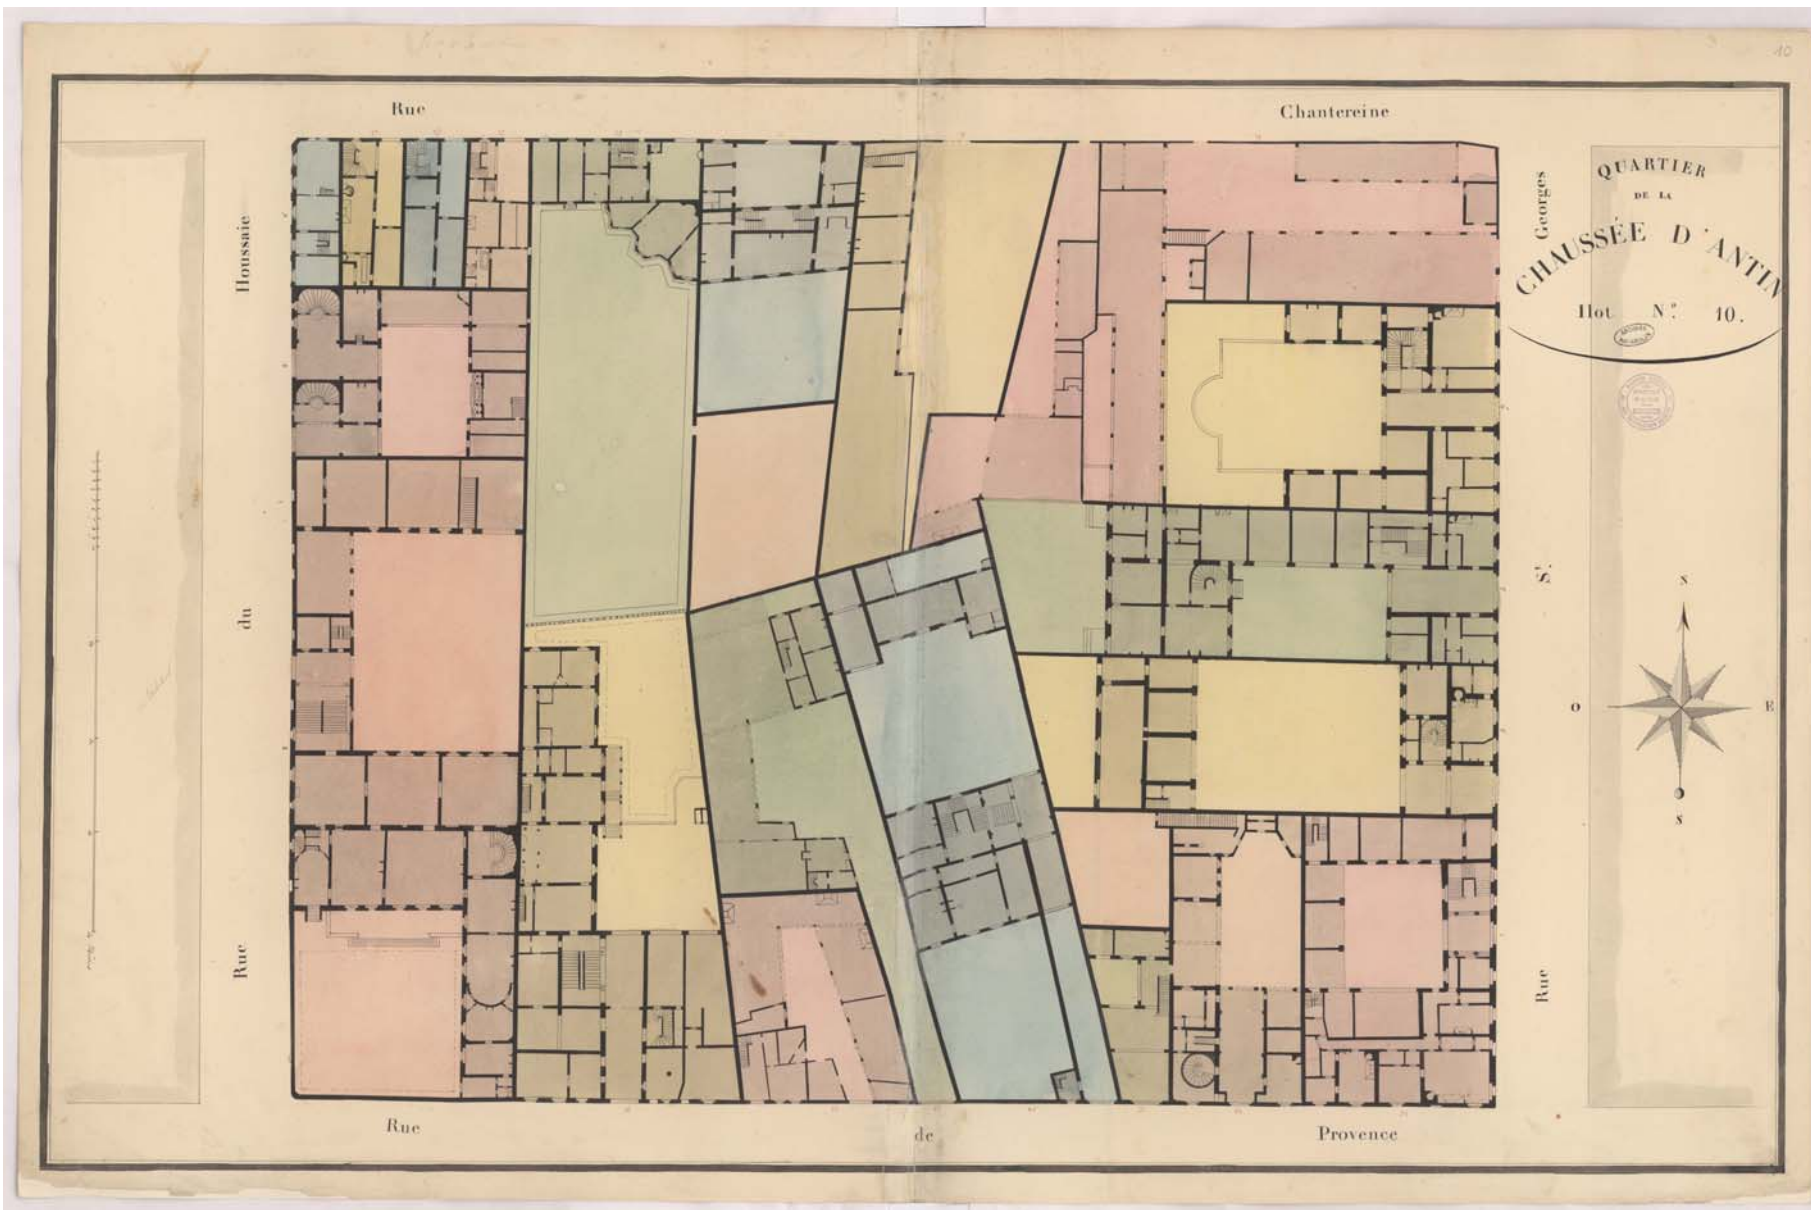 10
Rue Chantereine
QUARTIER
DE LA
CHAUSSÉE D'ANTIN
Ilot Nº. 10.
Rue du Houssaie
Rue St. Georges
N
O E
S
Rue de Provence